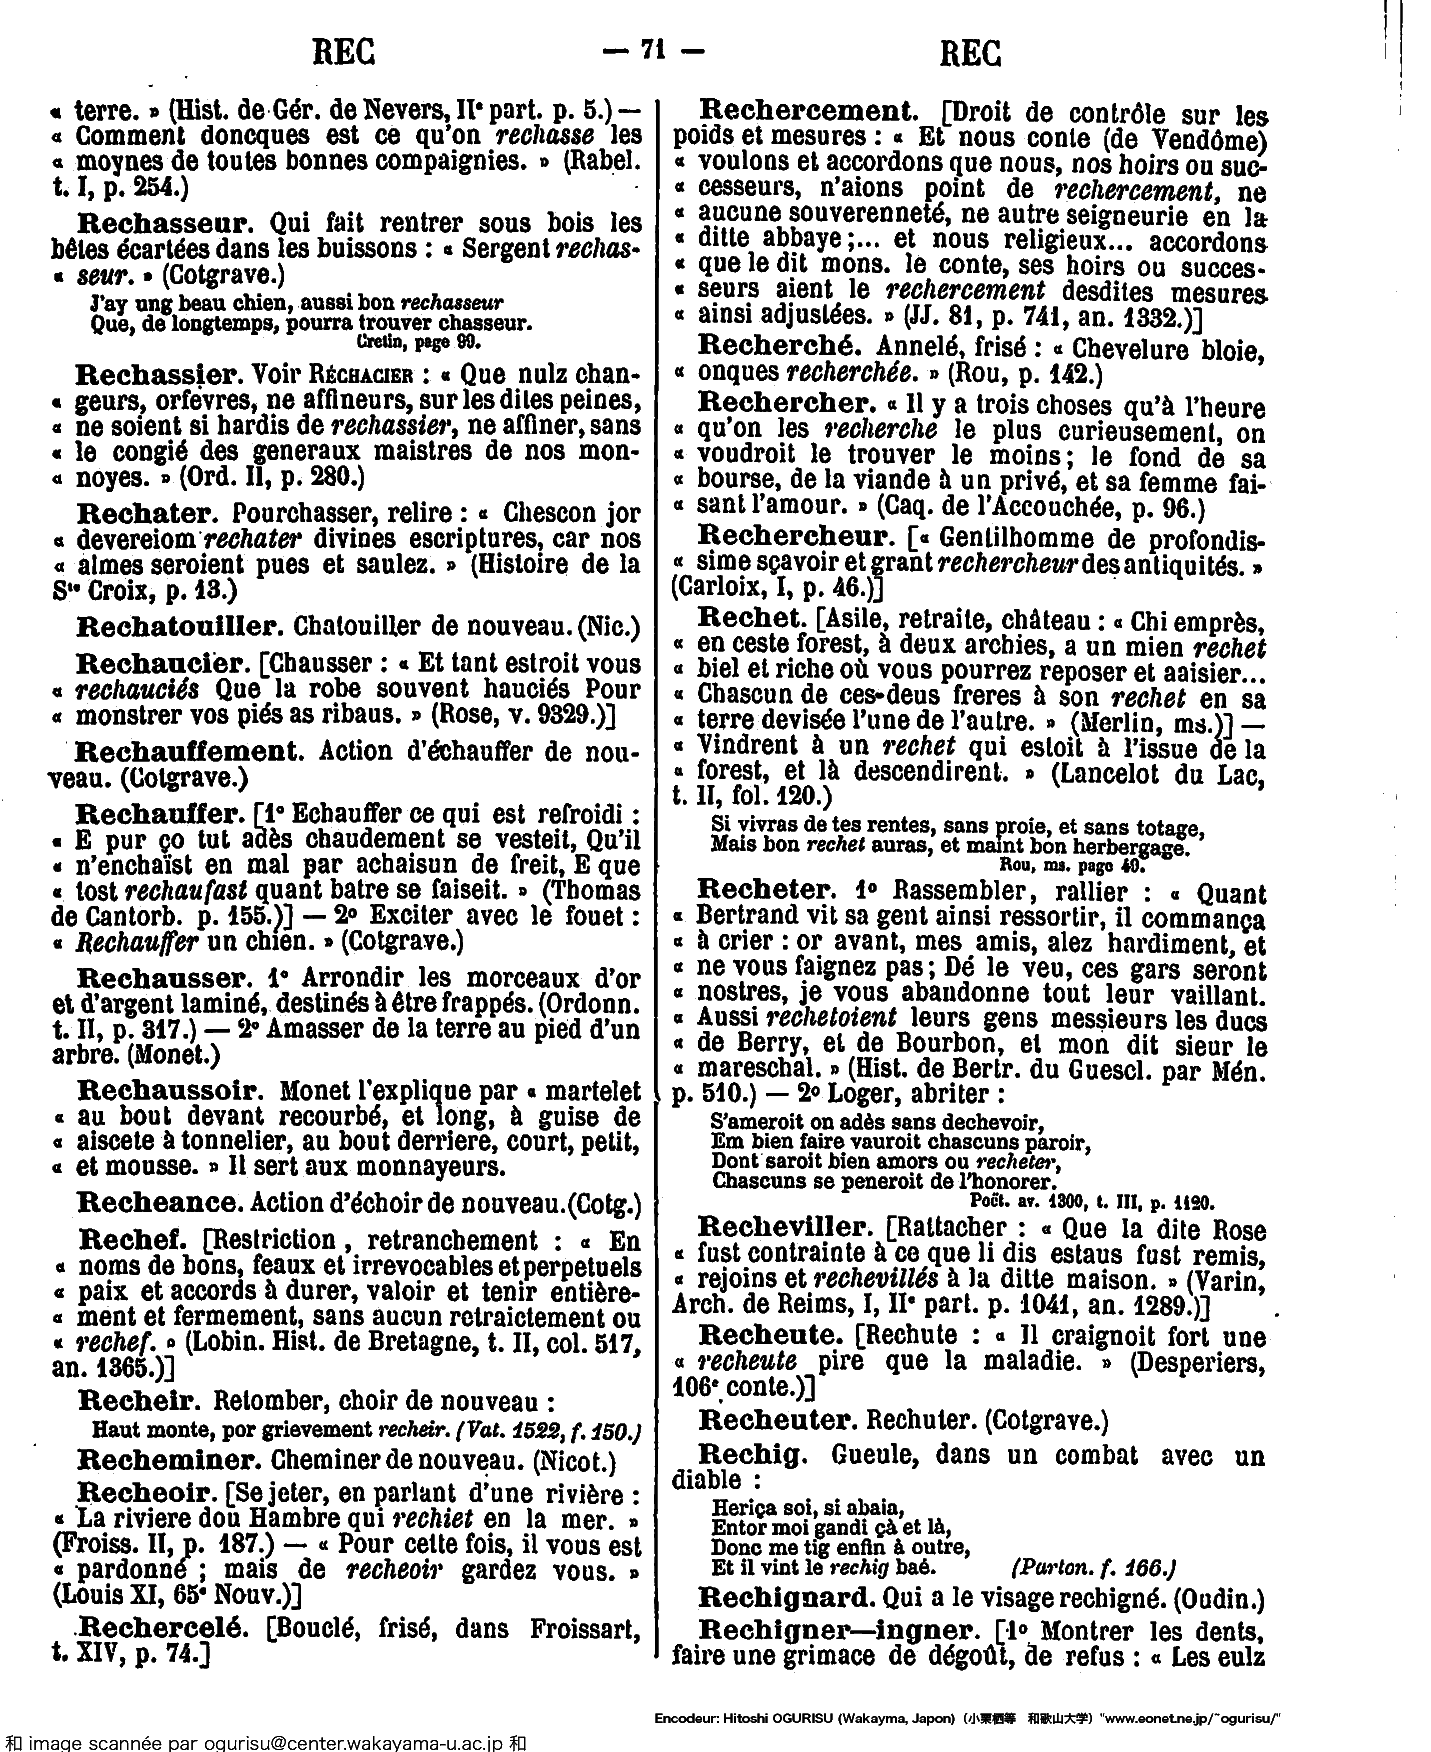 REC — 71 — REC
« terre. » (Hist. de Gér. de Nevers, IIe part. p. 5.) —
« Comment doncques est ce qu'on rechasse les
« moynes de toutes bonnes compaignies. » (Rabel.
t. I, p. 254.)
Rechasseur. Qui fait rentrer sous bois les
bêtes écartées dans les buissons : « Sergent rechas-
« seur. » (Cotgrave.)
J'ay ung beau chien, aussi bon rechasseur
Que, de longtemps, pourra trouver chasseur.
Cretin, page 99.
Rechassier. Voir RÉCHACIER : « Que nulz chan-
« geurs, orfevres, ne affineurs, sur les dites peines,
« ne soient si hardis de rechassier, ne affiner, sans
« le congié des generaux maistres de nos mon-
« noyes. » (Ord. II, p. 280.)
Rechater. Pourchasser, relire : « Chescon jor
« devereiom rechater divines escriptures, car nos
« almes seroient pues et saulez. » (Histoire de la
Ste Croix, p. 13.)
Rechatouiller. Chatouiller de nouveau. (Nic.)
Rechaucier. [Chausser : « Et tant estroit vous
« rechauciés Que la robe souvent hauciés Pour
« monstrer vos piés as ribaus. » (Rose, v. 9329.)]
Rechauffement. Action d'échauffer de nou-
veau. (Cotgrave.)
Rechauffer. [1° Echauffer ce qui est refroidi :
« E pur ço tut adès chaudement se vesteit, Qu'il
« n'enchaïst en mal par achaisun de freit, E que
« tost rechaufast quant batre se faiseit. » (Thomas
de Cantorb. p. 155.)] — 2° Exciter avec le fouet :
« Rechauffer un chien. » (Cotgrave.)
Rechausser. 1° Arrondir les morceaux d'or
et d'argent laminé, destinés à être frappés. (Ordonn.
t. II, p. 317.) — 2° Amasser de la terre au pied d'un
arbre. (Monet.)
Rechaussoir. Monet l'explique par « martelet
« au bout devant recourbé, et long, à guise de
« aiscete à tonnelier, au bout derriere, court, petit,
« et mousse. » Il sert aux monnayeurs.
Recheance. Action d'échoir de nouveau. (Cotg.)
Rechef. [Restriction, retranchement : « En
« noms de bons, feaux et irrevocables et perpetuels
« paix et accords à durer, valoir et tenir entière-
« ment et fermement, sans aucun retraictement ou
« rechef. » (Lobin. Hist. de Bretagne, t. II, col. 517,
an. 1365.)]
Recheir. Retomber, choir de nouveau :
Haut monte, por grievement recheir. (Vat. 1522, f. 150.)
Recheminer. Cheminer de nouveau. (Nicot.)
Recheoir. [Se jeter, en parlant d'une rivière :
« La riviere dou Hambre qui rechiet en la mer. »
(Froiss. II, p. 187.) — « Pour cette fois, il vous est
« pardonné ; mais de recheoir gardez vous. »
(Louis XI, 65e Nouv.)]
Rechercelé. [Bouclé, frisé, dans Froissart,
t. XIV, p. 74.]
Rechercement. [Droit de contrôle sur les
poids et mesures : « Et nous conte (de Vendôme)
« voulons et accordons que nous, nos hoirs ou suc-
« cesseurs, n'aions point de rechercement, ne
« aucune souverenneté, ne autre seigneurie en la
« ditte abbaye ;... et nous religieux... accordons
« que le dit mons. le conte, ses hoirs ou succes-
« seurs aient le rechercement desdites mesures
« ainsi adjustées. » (JJ. 81, p. 741, an. 1332.)]
Recherché. Annelé, frisé : « Chevelure bloie,
« onques recherchée. » (Rou, p. 142.)
Rechercher. « Il y a trois choses qu'à l'heure
« qu'on les recherche le plus curieusement, on
« voudroit le trouver le moins ; le fond de sa
« bourse, de la viande à un privé, et sa femme fai-
« sant l'amour. » (Caq. de l'Accouchée, p. 96.)
Rechercheur. [« Gentilhomme de profondis-
« sime sçavoir et grant rechercheur des antiquités. »
(Carloix, I, p. 46.)]
Rechet. [Asile, retraite, château : « Chi emprès,
« en ceste forest, à deux archies, a un mien rechet
« biel et riche où vous pourrez reposer et aaisier...
« Chascun de ces deus freres à son rechet en sa
« terre devisée l'une de l'autre. » (Merlin, ms.)] —
« Vindrent à un rechet qui estoit à l'issue de la
« forest, et là descendirent. » (Lancelot du Lac,
t. II, fol. 120.)
Si vivras de tes rentes, sans proie, et sans totage,
Mais bon rechet auras, et maint bon herbergage.
Rou, ms. page 40.
Recheter. 1° Rassembler, rallier : « Quant
« Bertrand vit sa gent ainsi ressortir, il commança
« à crier : or avant, mes amis, alez hardiment, et
« ne vous faignez pas ; Dé le veu, ces gars seront
« nostres, je vous abandonne tout leur vaillant.
« Aussi rechetoient leurs gens messieurs les ducs
« de Berry, et de Bourbon, et mon dit sieur le
« mareschal. » (Hist. de Bertr. du Guescl. par Mén.
p. 510.) — 2° Loger, abriter :
S'ameroit on adès sans dechevoir,
Em bien faire vauroit chascuns paroir,
Dont saroit bien amors ou recheter,
Chascuns se peneroit de l'honorer.
Poët. av. 1300, t. III, p. 1120.
Recheviller. [Rattacher : « Que la dite Rose
« fust contrainte à ce que li dis estaus fust remis,
« rejoins et rechevillés à la ditte maison. » (Varin,
Arch. de Reims, I, IIe part. p. 1041, an. 1289.)]
Recheute. [Rechute : « Il craignoit fort une
« recheute pire que la maladie. » (Desperiers,
106e conte.)]
Recheuter. Rechuter. (Cotgrave.)
Rechig. Gueule, dans un combat avec un
diable :
Heriça soi, si abaia,
Entor moi gandi çà et là,
Donc me tig enfin à outre,
Et il vint le rechig baé. (Parton. f. 166.)
Rechignard. Qui a le visage rechigné. (Oudin.)
Rechigner—ingner. [1° Montrer les dents,
faire une grimace de dégoût, de refus : « Les eulz
Encodeur: Hitoshi OGURISU (Wakayma, Japon) (小栗栖等 和歌山大学) "www.eonet.ne.jp/~ogurisu/"
和 image scannée par ogurisu@center.wakayama-u.ac.jp 和